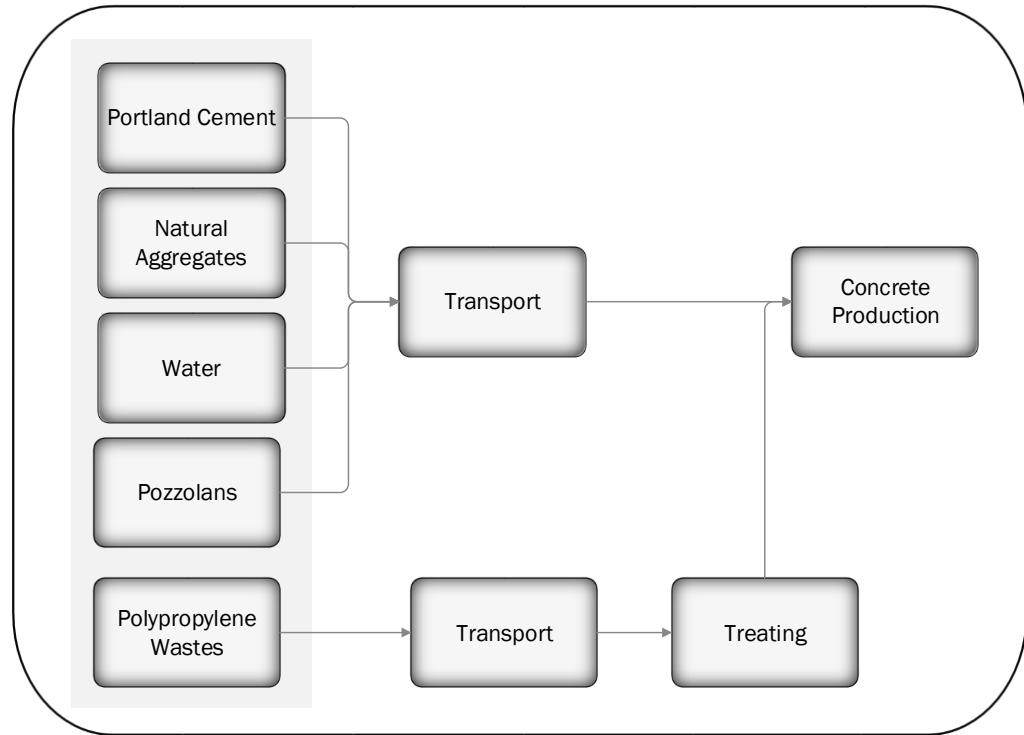 Portland Cement
Natural
Aggregates
Water
Pozzolans
Polypropylene
Wastes
Transport
Transport
Treating
Concrete
Production